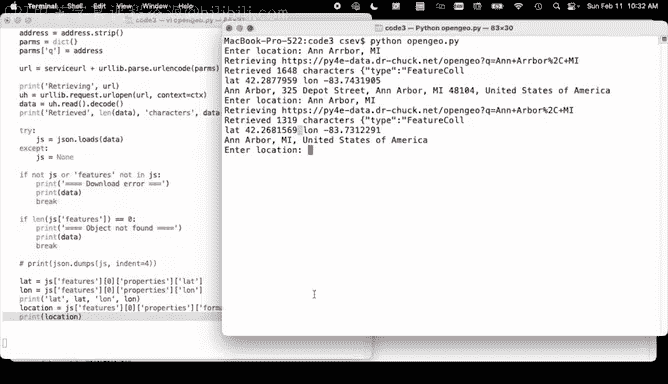 Terminal Shell Edit View Window Help
Sun Feb 11 10:32 AM
code3 — vi opengeo.py — 83×30
address = address.strip()
parms = dict()
parms['q'] = address
url = serviceurl + urllib.parse.urlencode(parms)
print('Retrieving', url)
uh = urllib.request.urlopen(url, context=ctx)
data = uh.read().decode()
print('Retrieved', len(data), 'characters', da
try:
js = json.loads(data)
except:
js = None
if not js or 'features' not in js:
print('==== Download error ===')
print(data)
break
if len(js['features']) == 0:
print('==== Object not found ====')
print(data)
break
# print(json.dumps(js, indent=4))
lat = js['features'][0]['properties']['lat']
lon = js['features'][0]['properties']['lon']
print('lat', lat, 'lon', lon)
location = js['features'][0]['properties']['form
print(location)
code3 — Python opengeo.py — 83×30
MacBook-Pro-522:code3 csev$ python opengeo.py
Enter location: Ann Arrbor, MI
Retrieving https://py4e-data.dr-chuck.net/opengeo?q=Ann+Arrbor%2C+MI
Retrieved 1648 characters {"type":"FeatureColl
lat 42.2877959 lon -83.7431905
Ann Arbor, 325 Depot Street, Ann Arbor, MI 48104, United States of America
Enter location: Ann Arbor, MI
Retrieving https://py4e-data.dr-chuck.net/opengeo?q=Ann+Arbor%2C+MI
Retrieved 1319 characters {"type":"FeatureColl
lat 42.2681569 lon -83.7312291
Ann Arbor, MI, United States of America
Enter location: